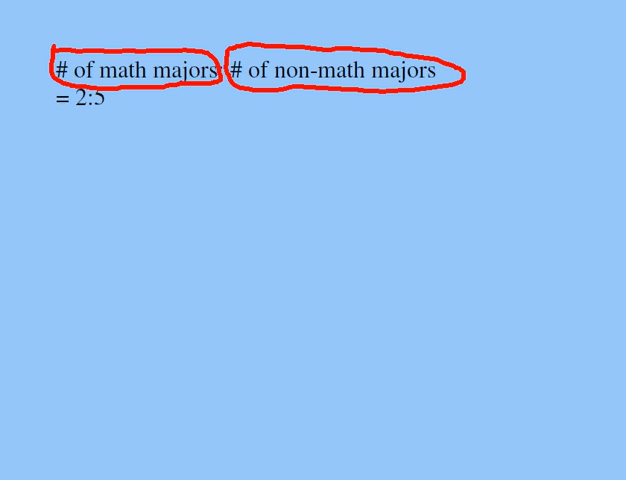 # of math majors: # of non-math majors
= 2:5